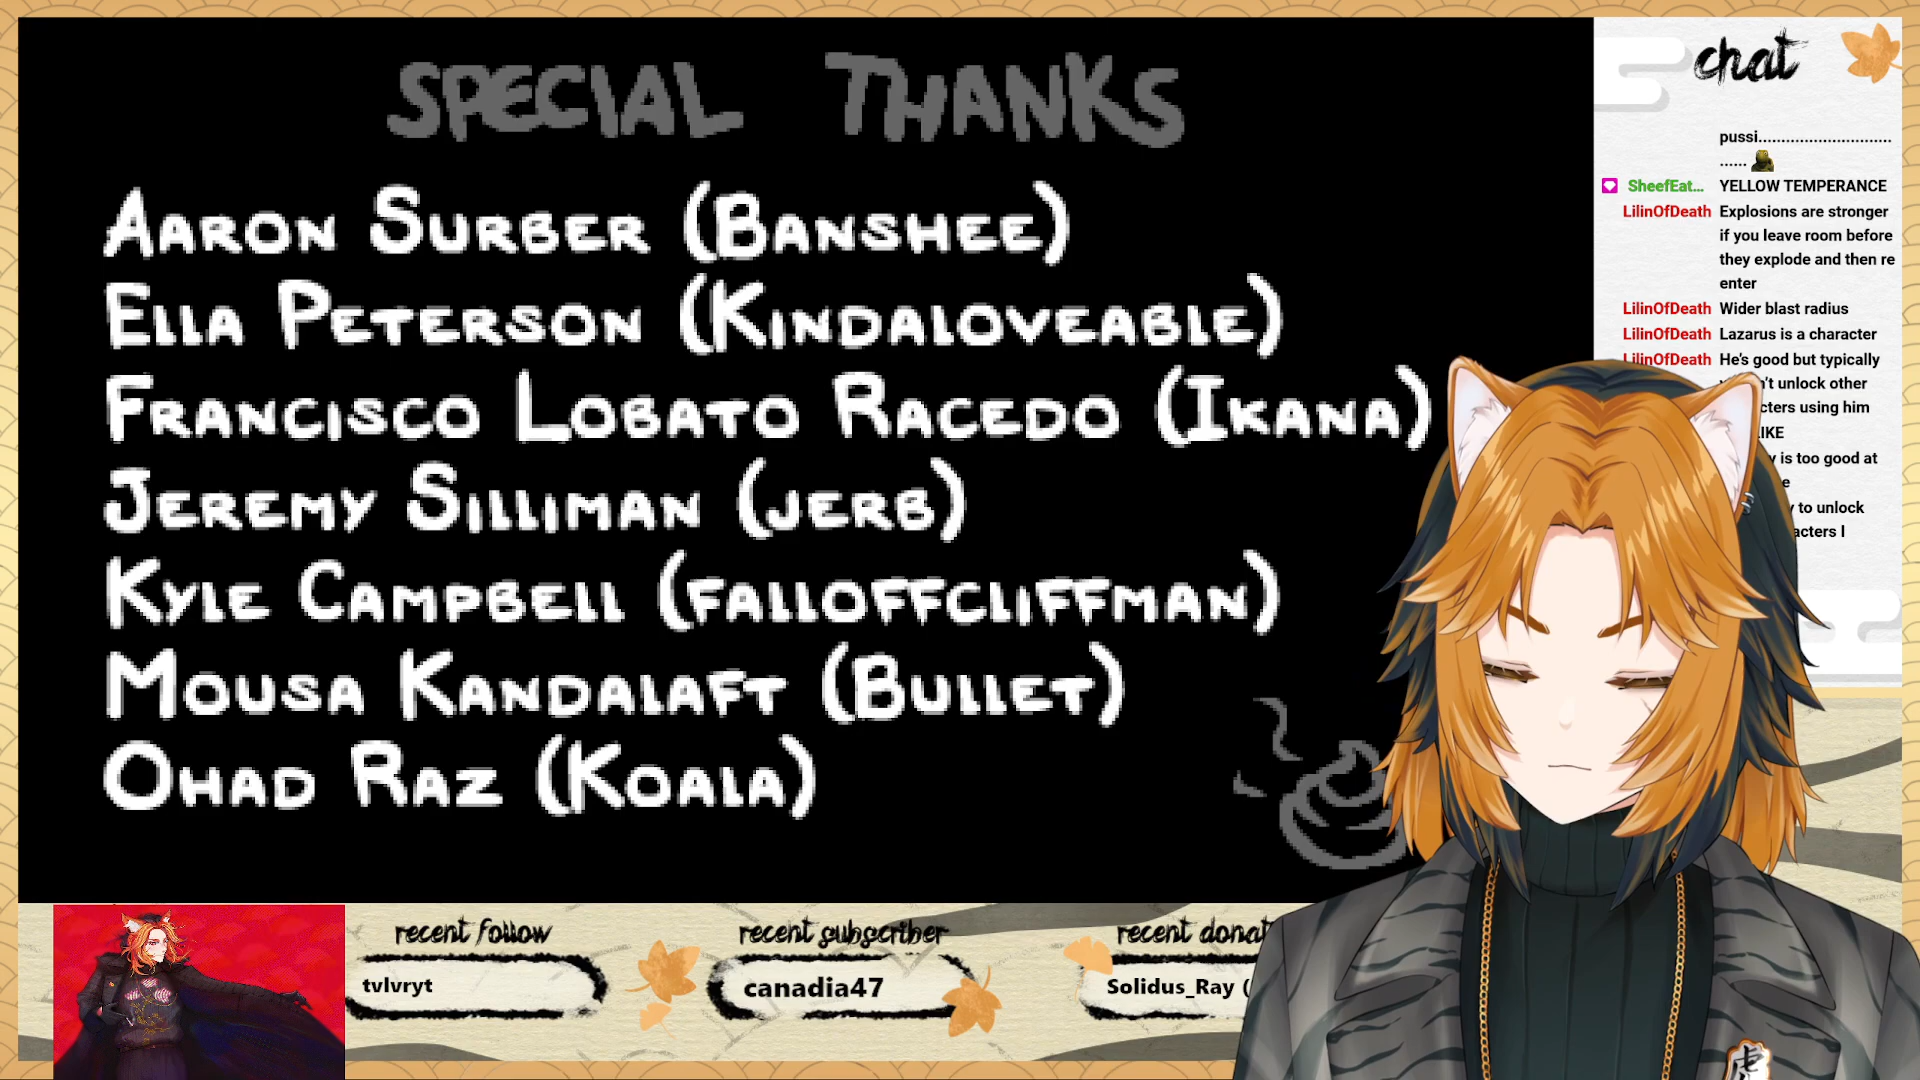 SPECIAL THANKS
AARON SURBER (BANSHEE)
ELLA PETERSON (KINDALOVEABLE)
FRANCISCO LOBATO RACEDO (IKANA)
JEREMY SILLIMAN (JERB)
KYLE CAMPBELL (FALLOFFCLIFFMAN)
MOUSA KANDALAFT (BULLET)
OHAD RAZ (KOALA)
chat
pussi.............................
......
SheefEat... YELLOW TEMPERANCE
LilinOfDeath Explosions are stronger
if you leave room before
they explode and then re
enter
LilinOfDeath Wider blast radius
LilinOfDeath Lazarus is a character
LilinOfDeath He's good but typically
unlock other
using him
is too good at
to unlock
I
recent follow
tvlvryt
recent subscriber
canadia47
recent
Solidus_Ray (
虎